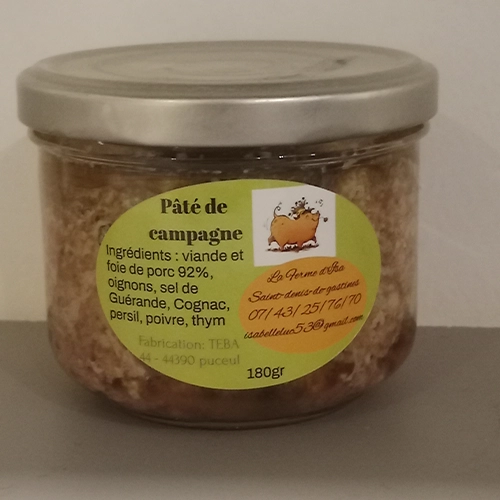 Pâté de
campagne
Ingrédients : viande et
foie de porc 92%,
oignons, sel de
Guérande, Cognac,
persil, poivre, thym
Fabrication: TEBA
44 - 44390 puceul
180gr
La Ferme d'Isa
Saint-denis-de-gastines
07/43/25/76/70
isabelleluc53@gmail.com